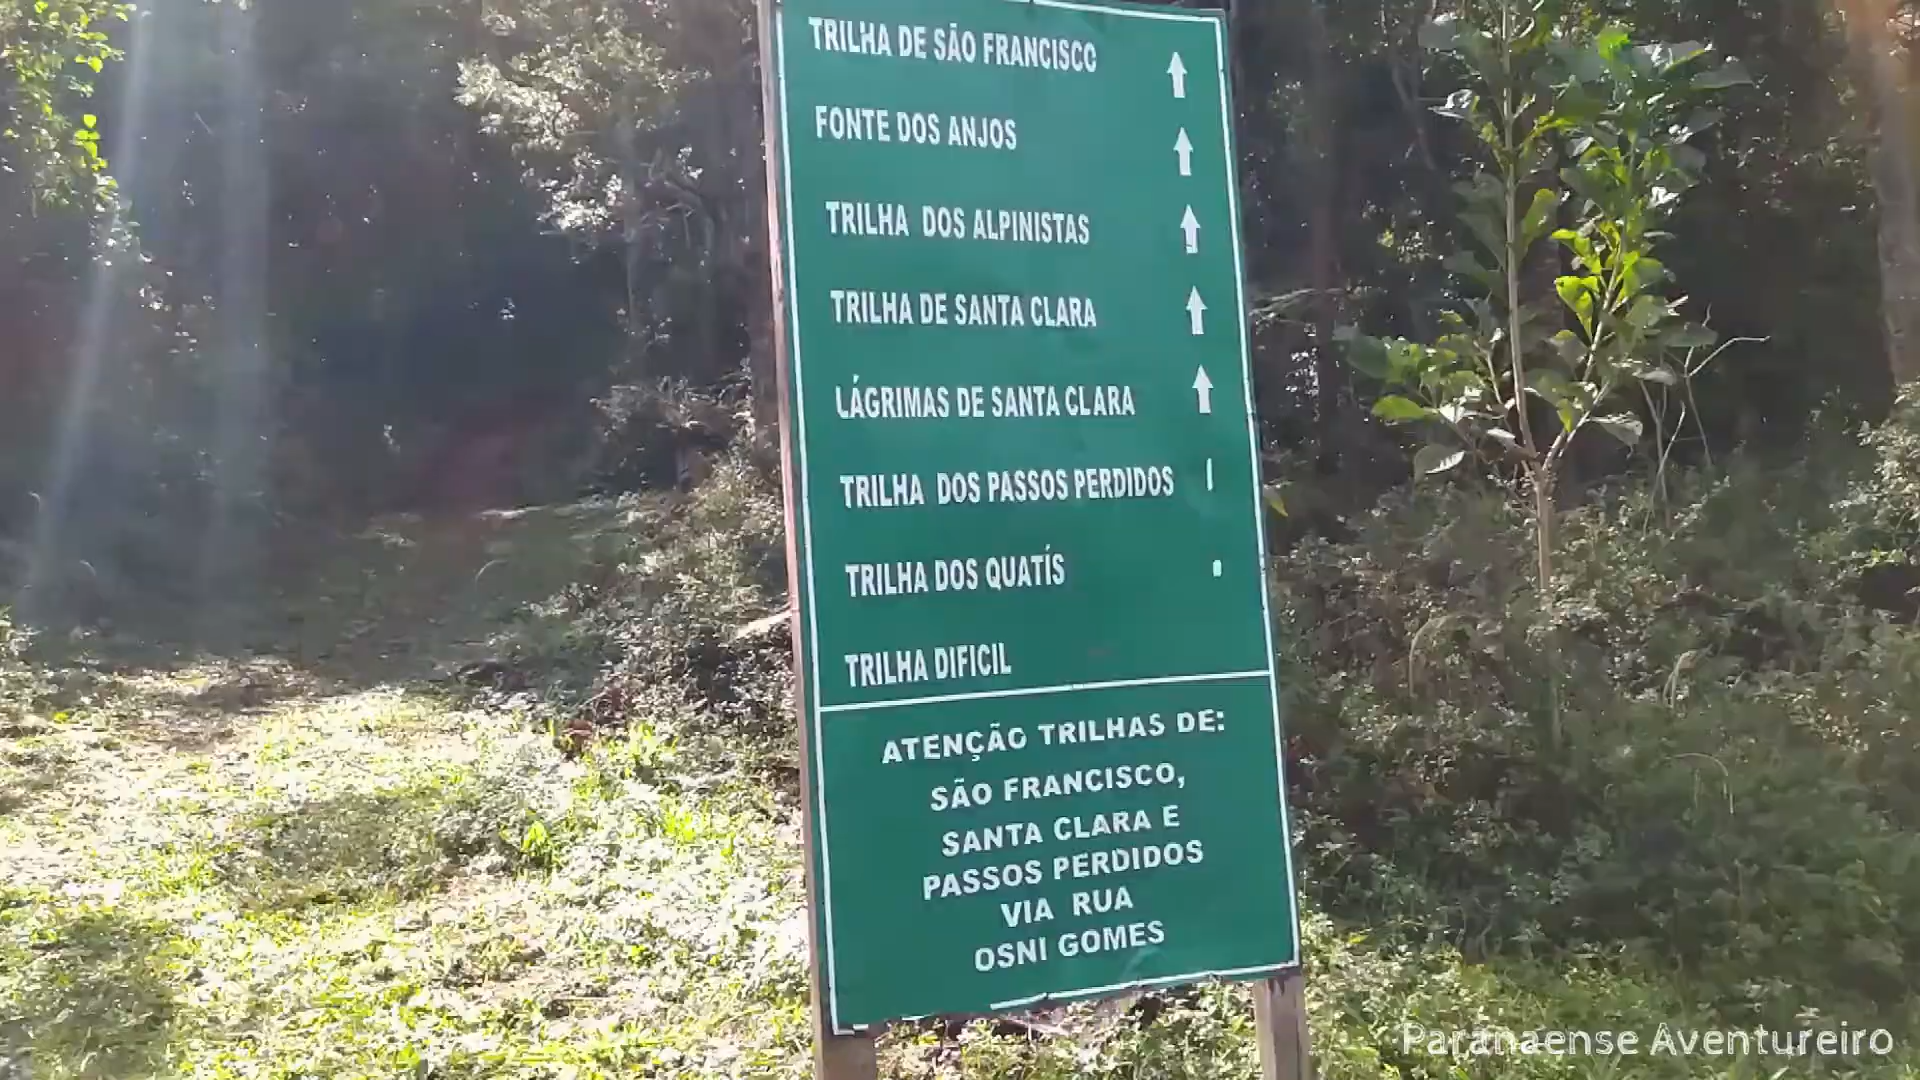 TRILHA DE SÃO FRANCISCO
FONTE DOS ANJOS
TRILHA DOS ALPINISTAS
TRILHA DE SANTA CLARA
LÁGRIMAS DE SANTA CLARA
TRILHA DOS PASSOS PERDIDOS
TRILHA DOS QUATÍS
TRILHA DIFICIL
ATENÇÃO TRILHAS DE:
SÃO FRANCISCO,
SANTA CLARA E
PASSOS PERDIDOS
VIA RUA
OSNI GOMES
Paranaense Aventureiro